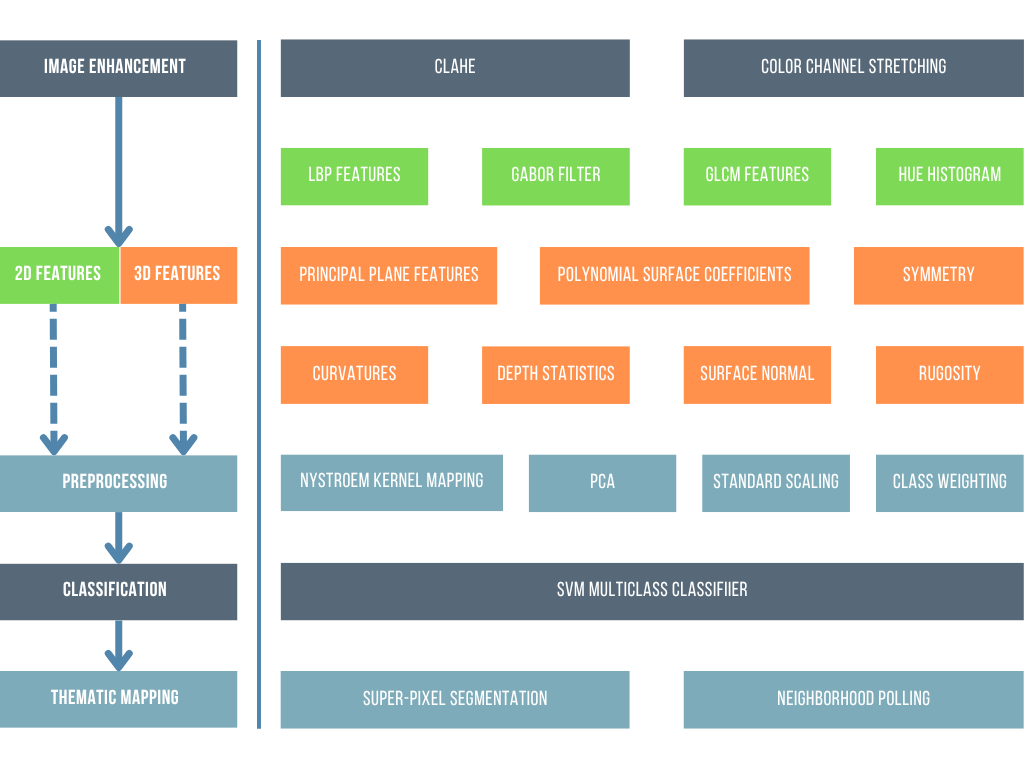 IMAGE ENHANCEMENT
CLAHE
COLOR CHANNEL STRETCHING
LBP FEATURES
GABOR FILTER
GLCM FEATURES
HUE HISTOGRAM
2D FEATURES
3D FEATURES
PRINCIPAL PLANE FEATURES
POLYNOMIAL SURFACE COEFFICIENTS
SYMMETRY
CURVATURES
DEPTH STATISTICS
SURFACE NORMAL
RUGOSITY
PREPROCESSING
NYSTROEM KERNEL MAPPING
PCA
STANDARD SCALING
CLASS WEIGHTING
CLASSIFICATION
SVM MULTICLASS CLASSIFIIER
THEMATIC MAPPING
SUPER-PIXEL SEGMENTATION
NEIGHBORHOOD POLLING